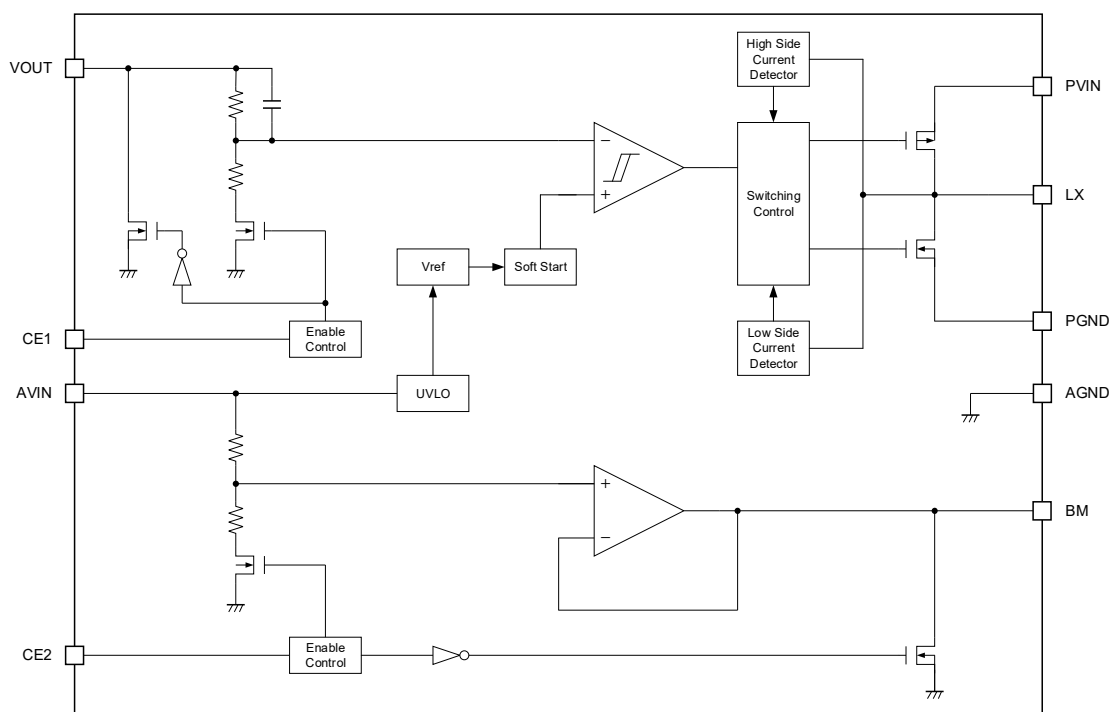 VOUT
High Side
Current
Detector
PVIN
−
+
Switching
Control
LX
Vref
Soft Start
CE1
Enable
Control
Low Side
Current
Detector
PGND
AVIN
UVLO
AGND
+
−
BM
CE2
Enable
Control